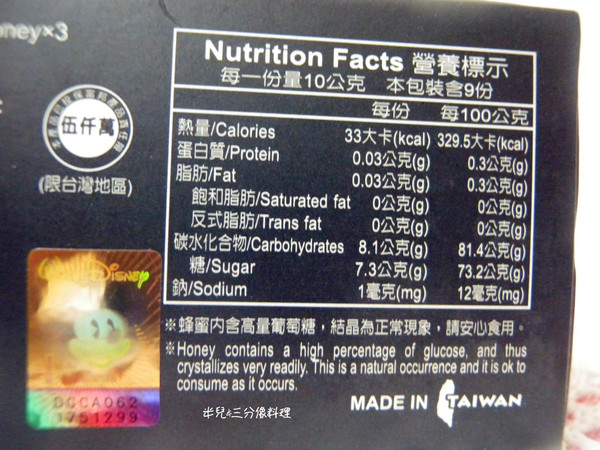 oney×3
Nutrition Facts 營養標示
每一份量10公克 本包裝含9份
每份 每100公克
熱量/Calories 33大卡(kcal) 329.5大卡(kcal)
蛋白質/Protein 0.03公克(g) 0.3公克(g)
脂肪/Fat 0.03公克(g) 0.3公克(g)
飽和脂肪/Saturated fat 0公克(g) 0公克(g)
反式脂肪/Trans fat 0公克(g) 0公克(g)
碳水化合物/Carbohydrates 8.1公克(g) 81.4公克(g)
糖/Sugar 7.3公克(g) 73.2公克(g)
鈉/Sodium 1毫克(mg) 12毫克(mg)
伍仟萬
(限台灣地區)
※蜂蜜內含高量葡萄糖，結晶為正常現象，請安心食用。
※Honey contains a high percentage of glucose, and thus
crystallizes very readily. This is a natural occurrence and it is ok to
consume as it occurs.
MADE IN TAIWAN
DISNEY
DCCA062
1751299
半兒の三分像料理